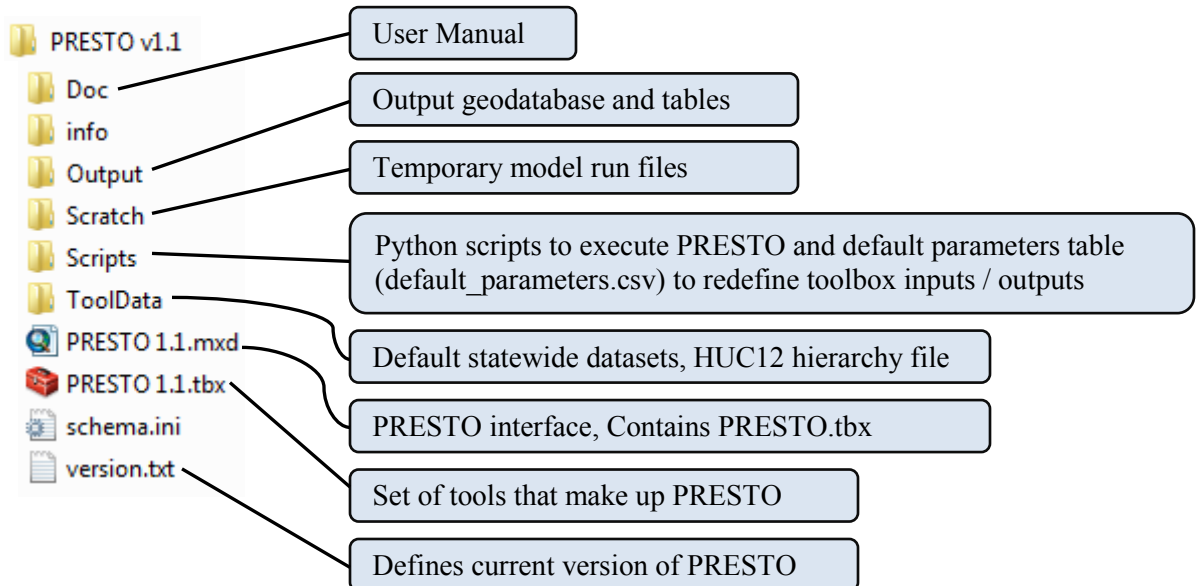 PRESTO v1.1
Doc
info
Output
Scratch
Scripts
ToolData
PRESTO 1.1.mxd
PRESTO 1.1.tbx
schema.ini
version.txt
User Manual
Output geodatabase and tables
Temporary model run files
Python scripts to execute PRESTO and default parameters table
(default_parameters.csv) to redefine toolbox inputs / outputs
Default statewide datasets, HUC12 hierarchy file
PRESTO interface, Contains PRESTO.tbx
Set of tools that make up PRESTO
Defines current version of PRESTO